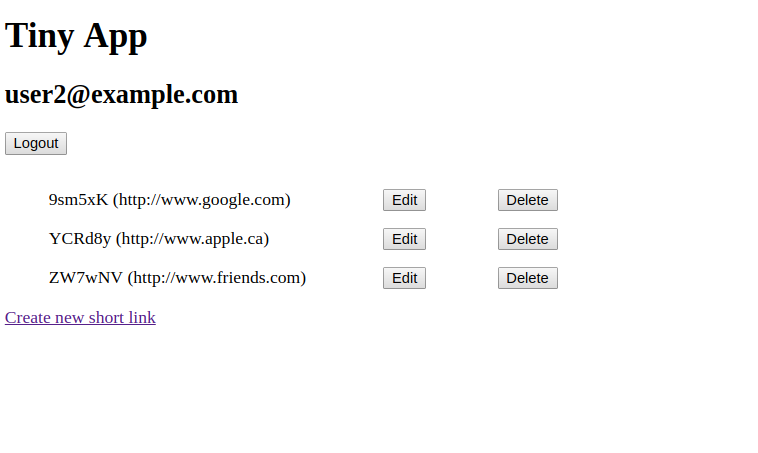 Tiny App
user2@example.com
Logout
9sm5xK (http://www.google.com) Edit Delete
YCRd8y (http://www.apple.ca) Edit Delete
ZW7wNV (http://www.friends.com) Edit Delete
Create new short link